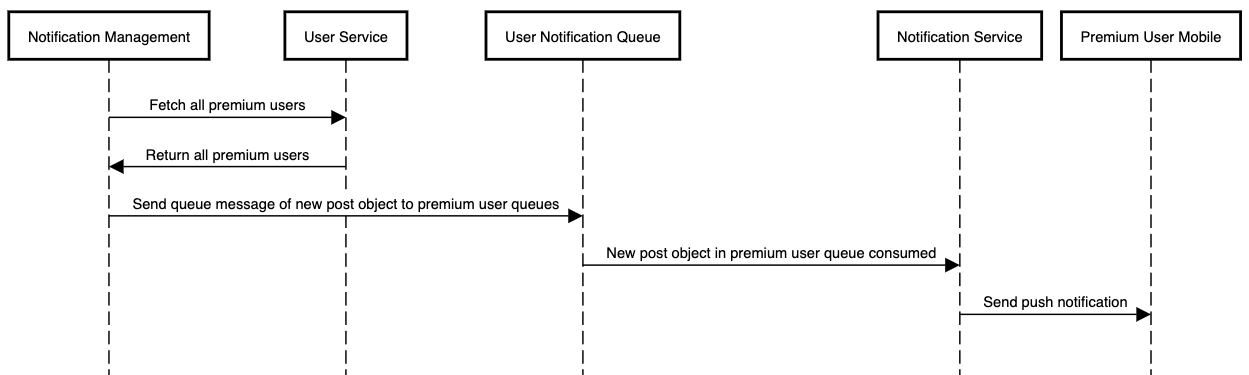 Notification Management
User Service
User Notification Queue
Notification Service
Premium User Mobile
Fetch all premium users
Return all premium users
Send queue message of new post object to premium user queues
New post object in premium user queue consumed
Send push notification